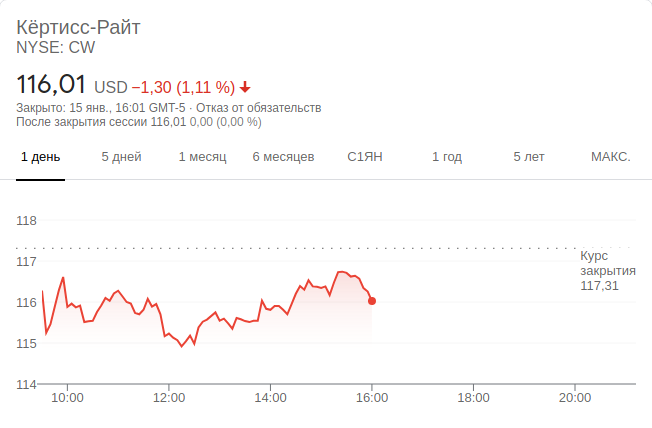 Кёртисс-Райт
NYSE: CW
116,01 USD −1,30 (1,11 %)
Закрыто: 15 янв., 16:01 GMT-5 · Отказ от обязательств
После закрытия сессии 116,01 0,00 (0,00 %)
1 день 5 дней 1 месяц 6 месяцев С1ЯН 1 год 5 лет МАКС.
118
117
116
115
114
Курс
закрытия
117,31
10:00 12:00 14:00 16:00 18:00 20:00